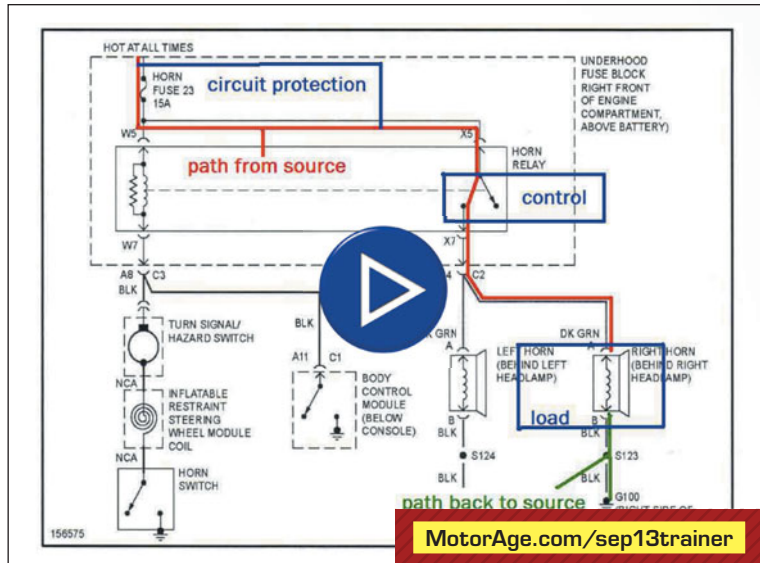 HOT AT ALL TIMES
HORN
FUSE 23
15A
circuit protection
UNDERHOOD
FUSE BLOCK
RIGHT FRONT
OF ENGINE
COMPARTMENT,
ABOVE BATTERY)
W5
X5
HORN
RELAY
path from source
control
W7
X7
A8 C3
4 C2
BLK
TURN SIGNAL/
HAZARD SWITCH
NCA
INFLATABLE
RESTRAINT
STEERING
WHEEL MODULE
COIL
NCA
HORN
SWITCH
BLK
A11 C1
BODY
CONTROL
MODULE
(BELOW
CONSOLE)
K GRN
A
LEFT HORN
(BEHIND LEFT
HEADLAMP)
B
BLK
S124
BLK
DK GRN
A
RIGHT HORN
(BEHIND RIGHT
HEADLAMP)
load
B
BLK
S123
BLK
path back to source
G100
(RIGHT SIDE OF
156575
MotorAge.com/sep13trainer